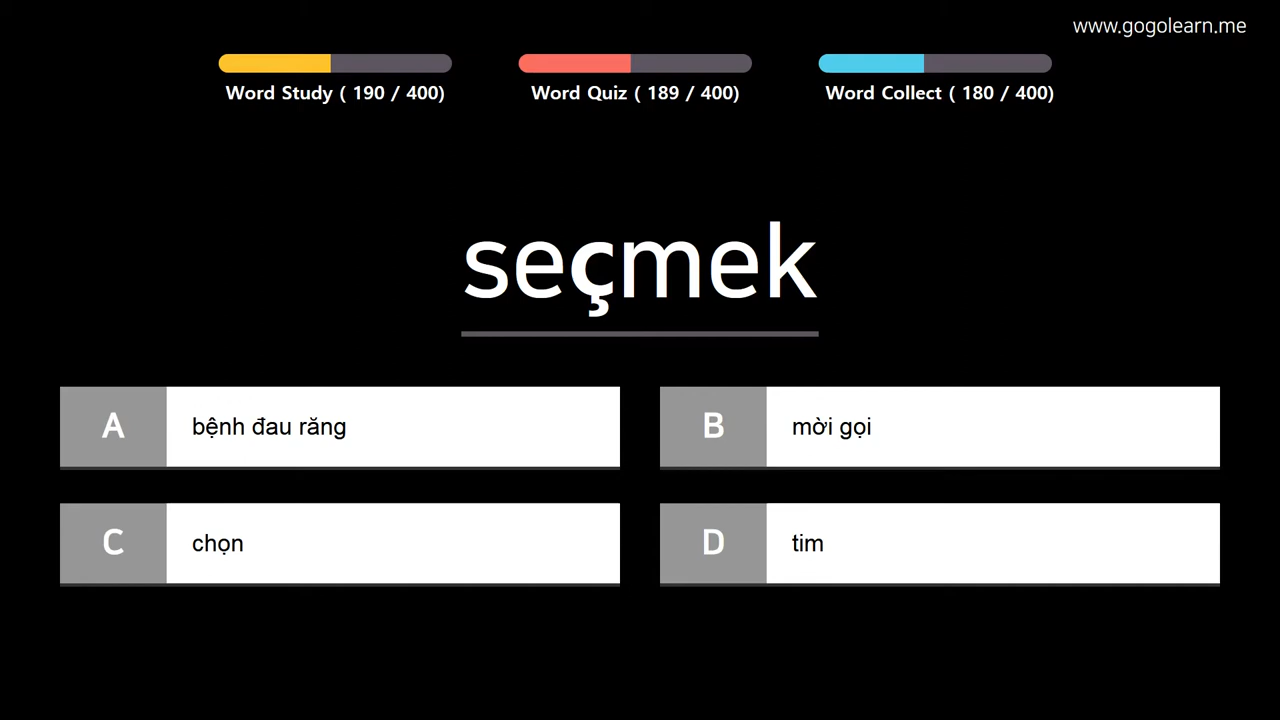 www.gogolearn.me
Word Study ( 190 / 400)
Word Quiz ( 189 / 400)
Word Collect ( 180 / 400)
seçmek
A
bệnh đau răng
B
mời gọi
C
chọn
D
tim